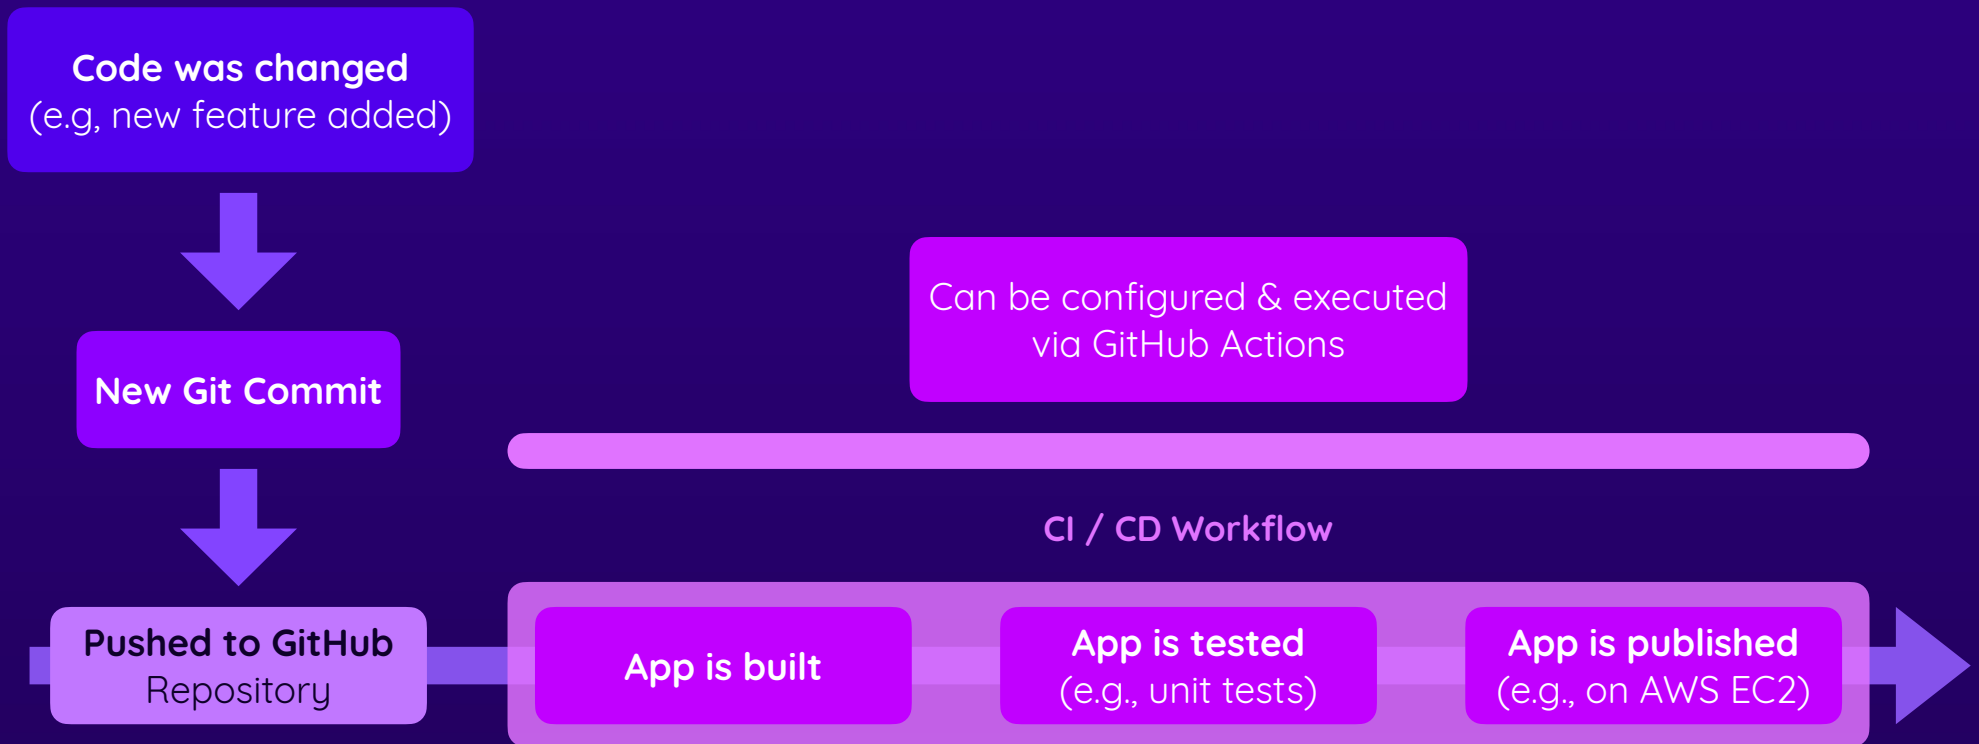 Code was changed
(e.g, new feature added)
New Git Commit
Can be configured & executed
via GitHub Actions
CI / CD Workflow
Pushed to GitHub
Repository
App is built
App is tested
(e.g., unit tests)
App is published
(e.g., on AWS EC2)